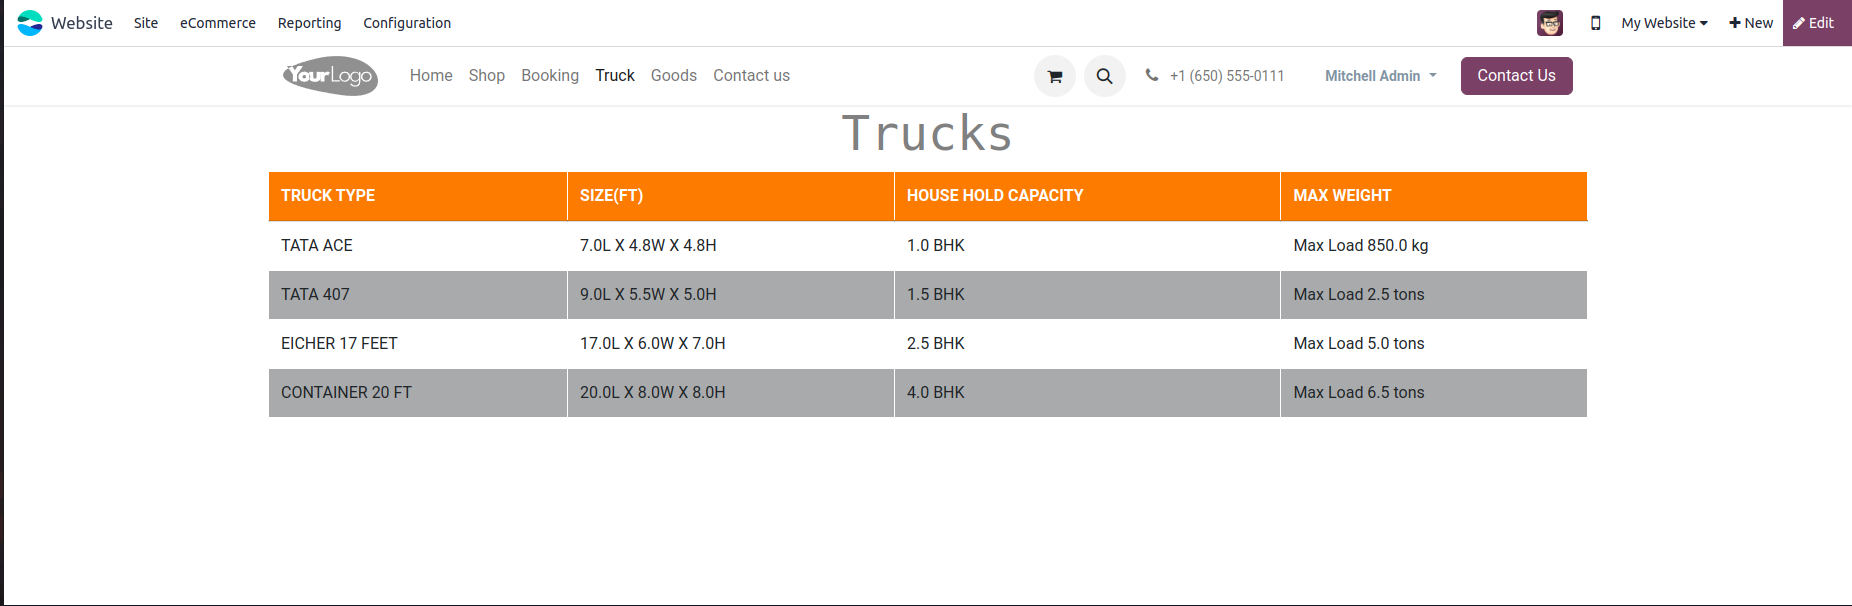 Website Site eCommerce Reporting Configuration My Website New Edit
YourLogo Home Shop Booking Truck Goods Contact us +1 (650) 555-0111 Mitchell Admin Contact Us
Trucks
TRUCK TYPE SIZE(FT) HOUSE HOLD CAPACITY MAX WEIGHT
TATA ACE 7.0L X 4.8W X 4.8H 1.0 BHK Max Load 850.0 kg
TATA 407 9.0L X 5.5W X 5.0H 1.5 BHK Max Load 2.5 tons
EICHER 17 FEET 17.0L X 6.0W X 7.0H 2.5 BHK Max Load 5.0 tons
CONTAINER 20 FT 20.0L X 8.0W X 8.0H 4.0 BHK Max Load 6.5 tons